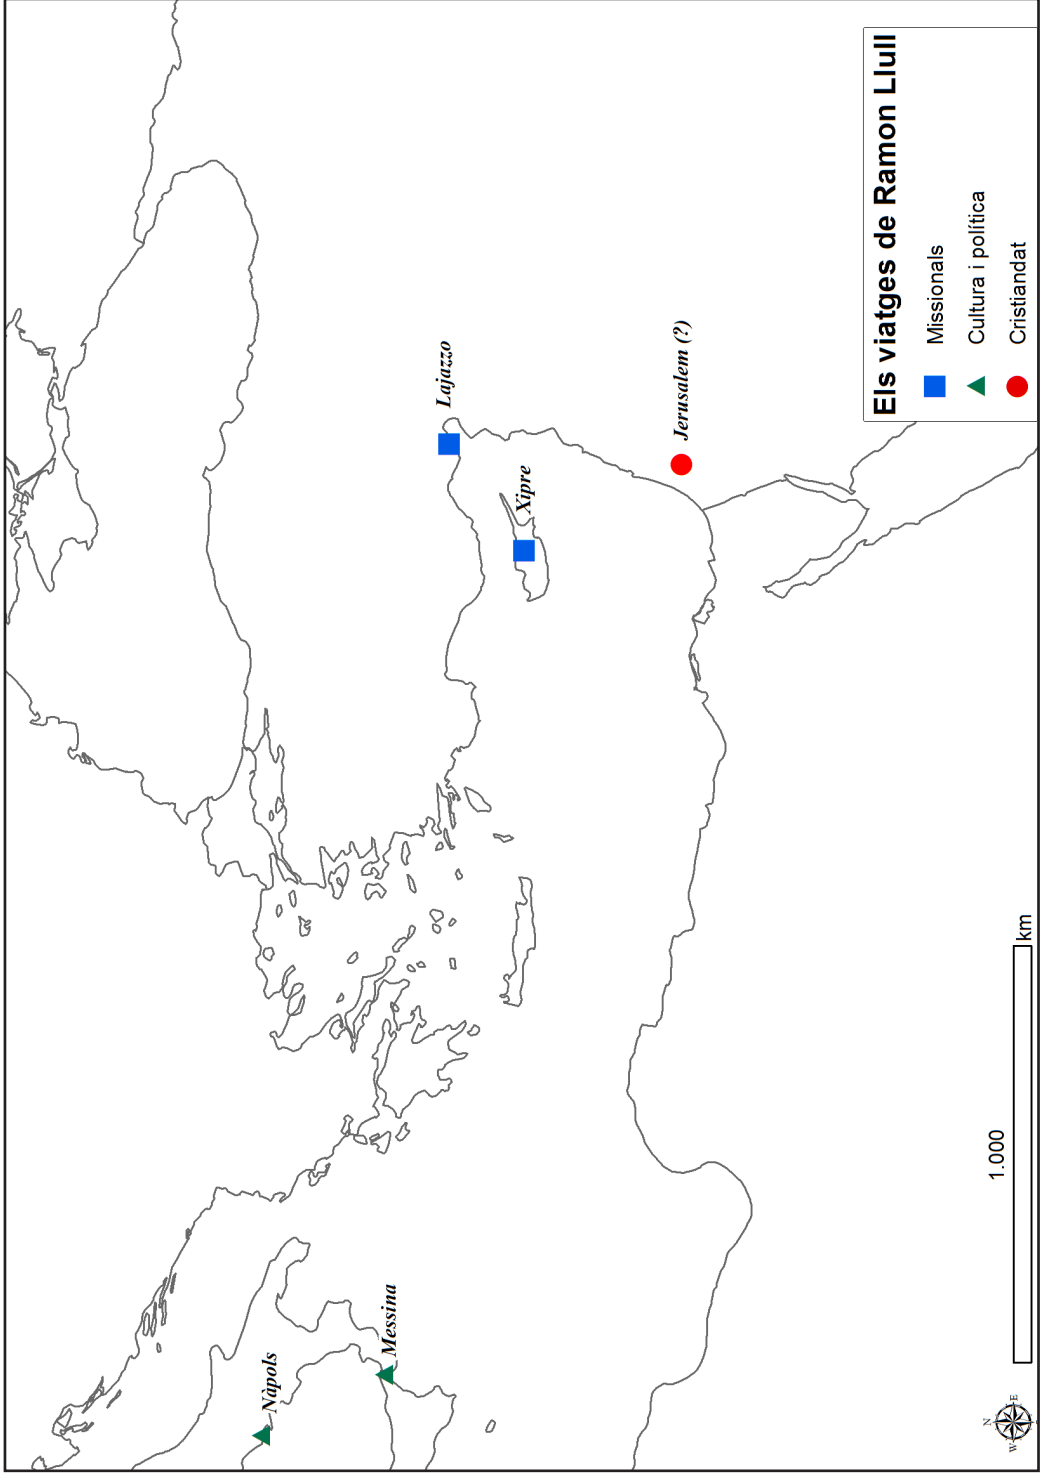 Els viatges de Ramon Llull
Missionals
Cultura i política
Cristiandat
Nàpols
Messina
Lajazzo
Xipre
Jerusalem (?)
1.000
km
N
W
E